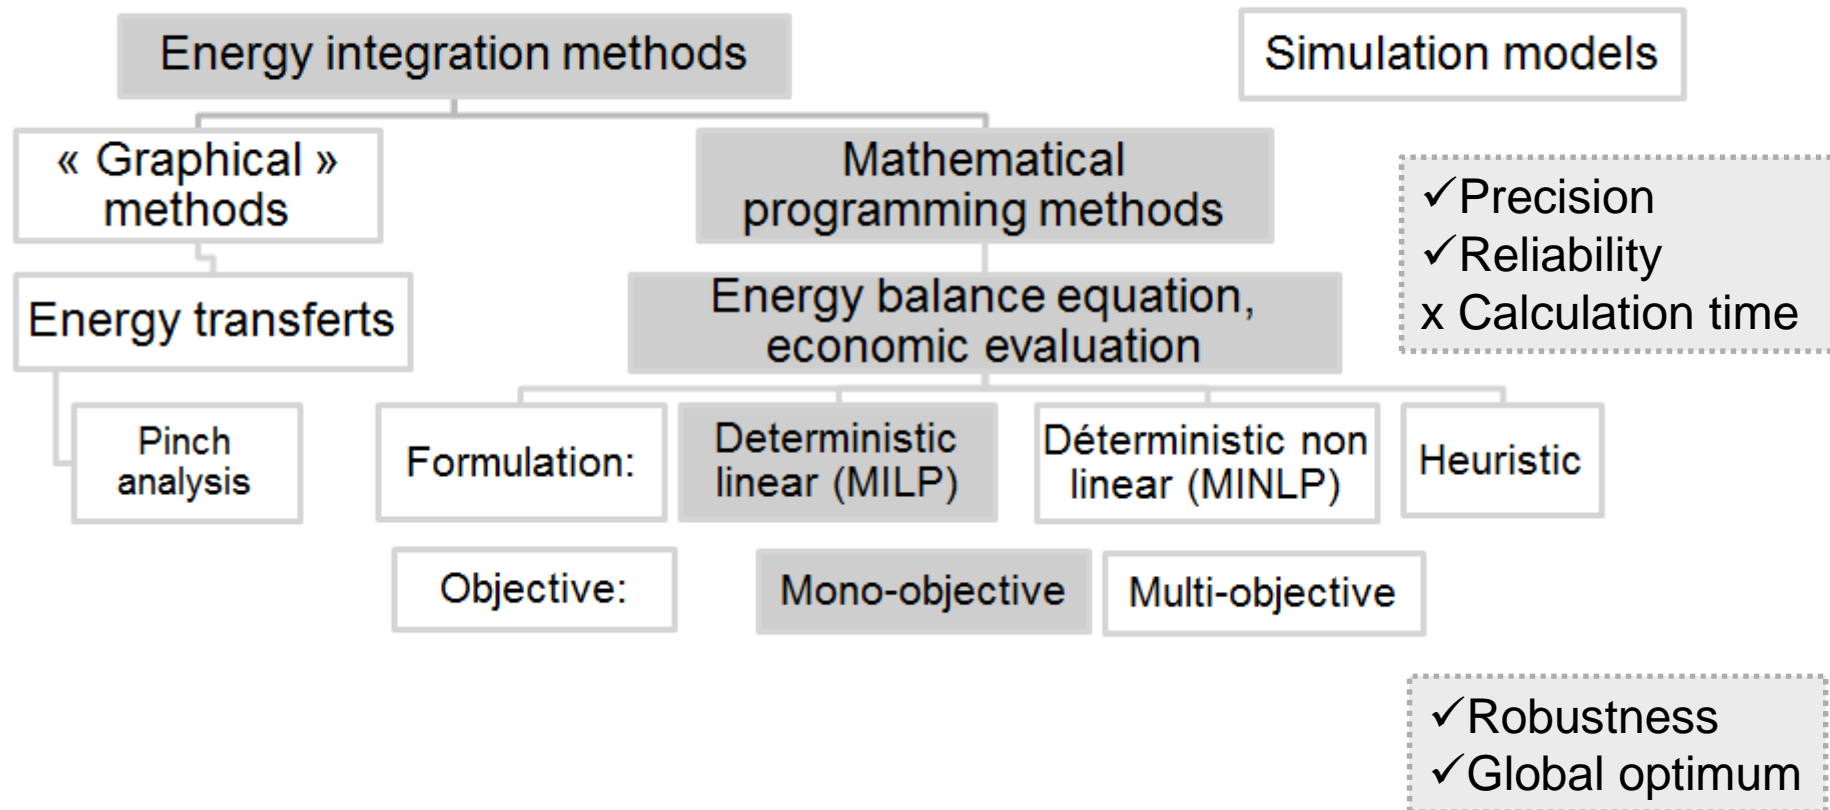 Energy integration methods
Simulation models
« Graphical »
methods
Mathematical
programming methods
✓Precision
✓Reliability
x Calculation time
Energy transferts
Energy balance equation,
economic evaluation
Pinch
analysis
Formulation:
Deterministic
linear (MILP)
Déterministic non
linear (MINLP)
Heuristic
Objective:
Mono-objective
Multi-objective
✓Robustness
✓Global optimum